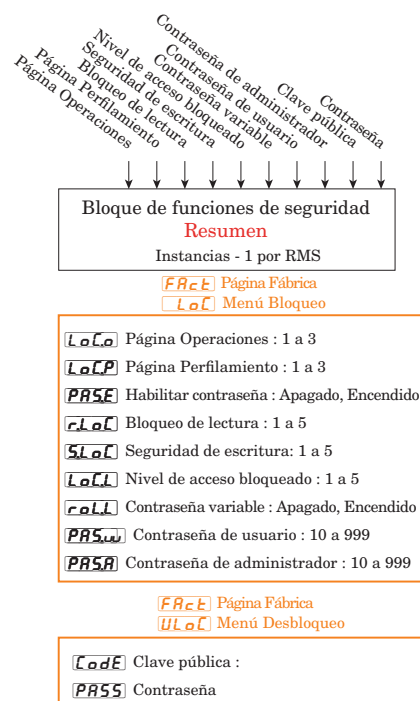 Página Operaciones
Página Perfilamiento
Bloqueo de lectura
Seguridad de escritura
Nivel de acceso bloqueado
Contraseña variable
Contraseña de usuario
Contraseña de administrador
Clave pública
Contraseña
Bloque de funciones de seguridad
Resumen
Instancias - 1 por RMS
FAct Página Fábrica
LoC Menú Bloqueo
LoC.o Página Operaciones : 1 a 3
LoC.P Página Perfilamiento : 1 a 3
PAS.E Habilitar contraseña : Apagado, Encendido
r.LoC Bloqueo de lectura : 1 a 5
S.LoC Seguridad de escritura: 1 a 5
LoC.L Nivel de acceso bloqueado : 1 a 5
roLL Contraseña variable : Apagado, Encendido
PAS.u Contraseña de usuario : 10 a 999
PAS.A Contraseña de administrador : 10 a 999
FAct Página Fábrica
ULoC Menú Desbloqueo
CodE Clave pública :
PASS Contraseña